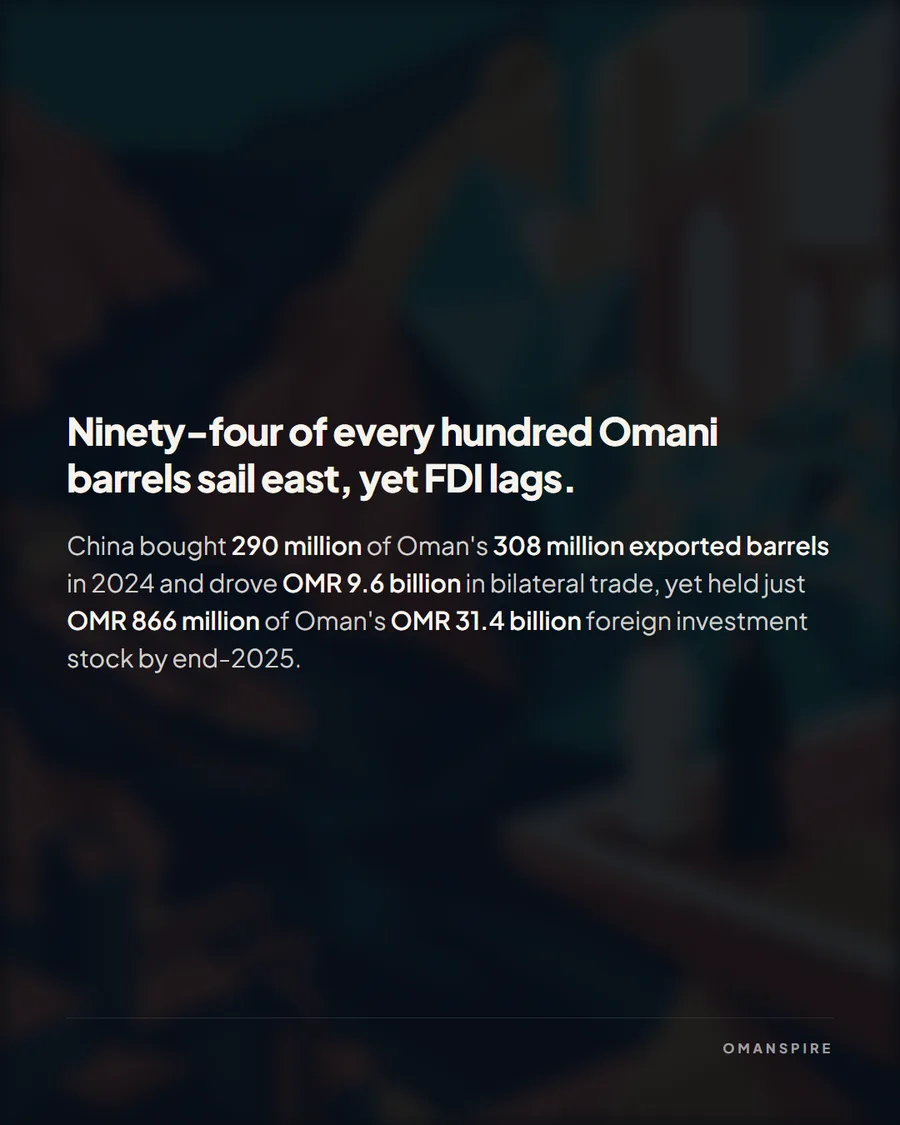 Ninety-four of every hundred Omani
barrels sail east, yet FDI lags.
China bought 290 million of Oman's 308 million exported barrels
in 2024 and drove OMR 9.6 billion in bilateral trade, yet held just
OMR 866 million of Oman's OMR 31.4 billion foreign investment
stock by end-2025.
OMANSPIRE